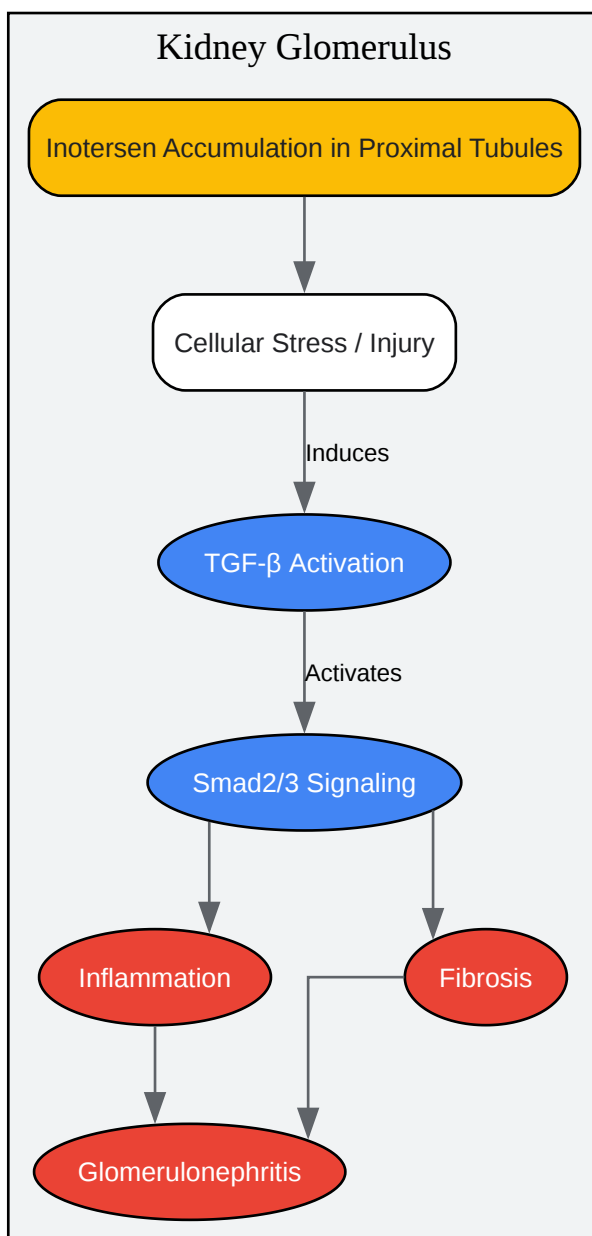 Kidney Glomerulus
Inotersen Accumulation in Proximal Tubules
Cellular Stress / Injury
Induces
TGF-β Activation
Activates
Smad2/3 Signaling
Inflammation
Fibrosis
Glomerulonephritis